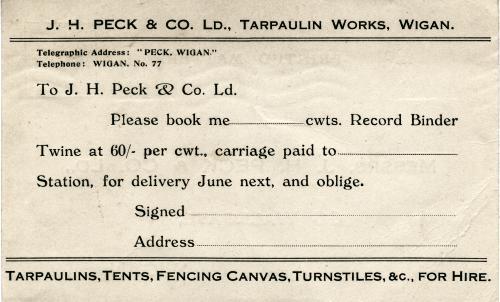 J. H. PECK & CO. LD., TARPAULIN WORKS, WIGAN.
Telegraphic Address: "PECK, WIGAN."
Telephone: WIGAN, No. 77
To J. H. Peck & Co. Ld.
Please book me cwts. Record Binder
Twine at 60/- per cwt., carriage paid to
Station, for delivery June next, and oblige.
Signed
Address
TARPAULINS, TENTS, FENCING CANVAS, TURNSTILES, &C., FOR HIRE.